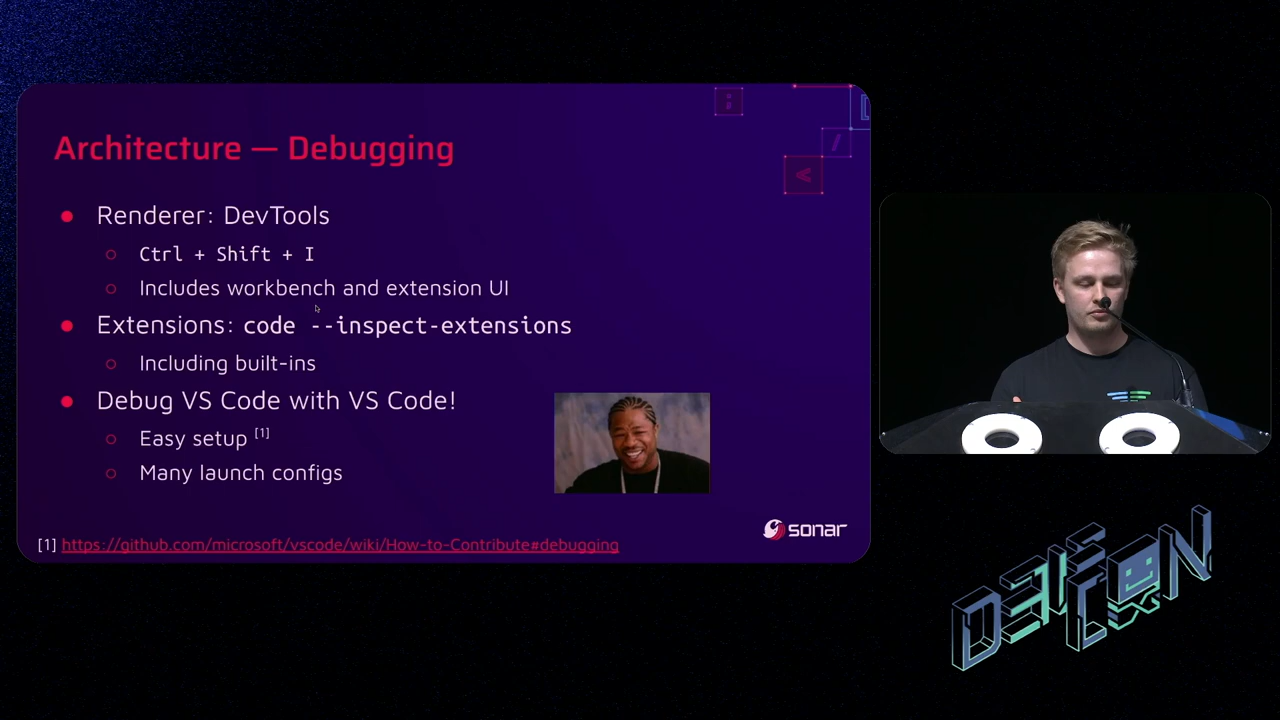 Architecture — Debugging
● Renderer: DevTools
○ Ctrl + Shift + I
○ Includes workbench and extension UI
● Extensions: code --inspect-extensions
○ Including built-ins
● Debug VS Code with VS Code!
○ Easy setup [1]
○ Many launch configs
sonar
[1] https://github.com/microsoft/vscode/wiki/How-to-Contribute#debugging
DEF CON